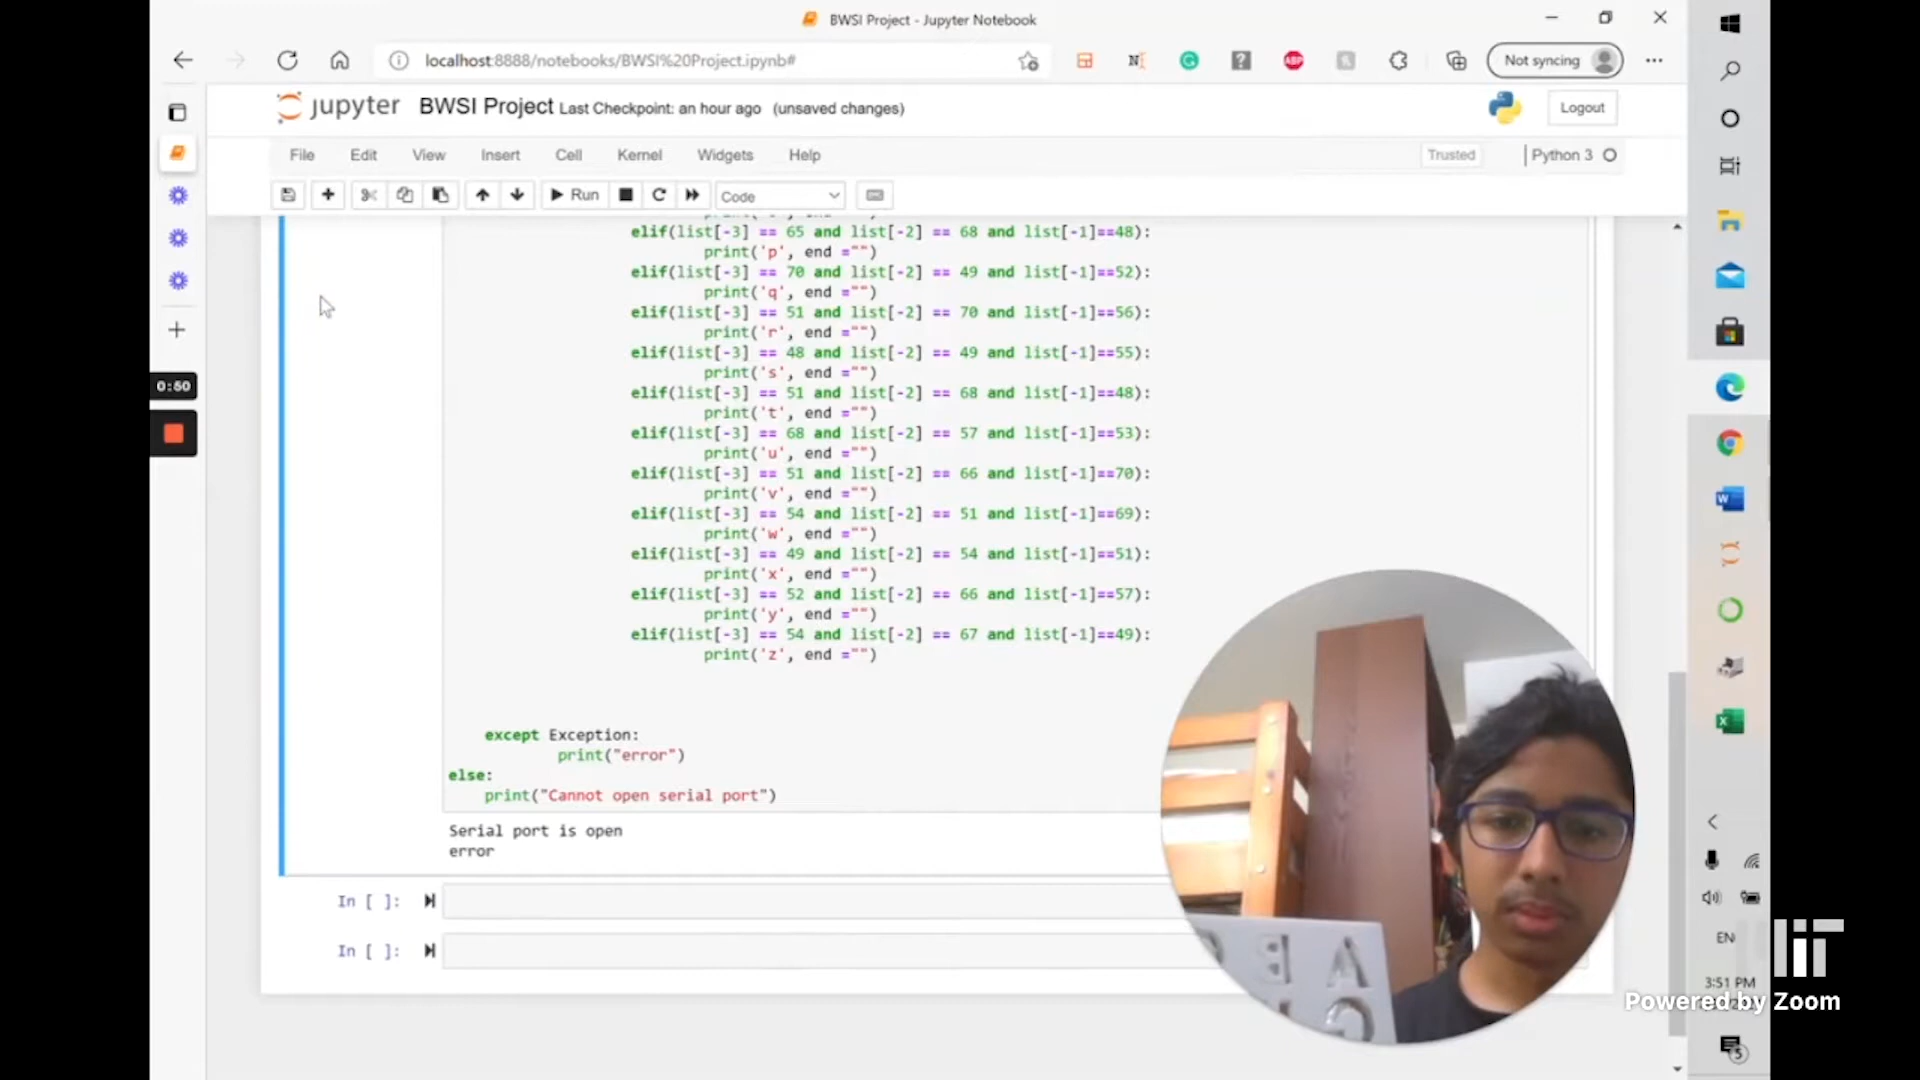 BWSI Project - Jupyter Notebook
localhost:8888/notebooks/BWSI%20Project.ipynb#
ABP
Not syncing
jupyter BWSI Project Last Checkpoint: an hour ago (unsaved changes)
Logout
File Edit View Insert Cell Kernel Widgets Help
Trusted
Python 3
Run
Code
elif(list[-3] == 65 and list[-2] == 68 and list[-1]==48):
print('p', end ="")
elif(list[-3] == 70 and list[-2] == 49 and list[-1]==52):
print('q', end ="")
elif(list[-3] == 51 and list[-2] == 70 and list[-1]==56):
print('r', end ="")
elif(list[-3] == 48 and list[-2] == 49 and list[-1]==55):
print('s', end ="")
elif(list[-3] == 51 and list[-2] == 68 and list[-1]==48):
print('t', end ="")
elif(list[-3] == 68 and list[-2] == 57 and list[-1]==53):
print('u', end ="")
elif(list[-3] == 51 and list[-2] == 66 and list[-1]==70):
print('v', end ="")
elif(list[-3] == 54 and list[-2] == 51 and list[-1]==69):
print('w', end ="")
elif(list[-3] == 49 and list[-2] == 54 and list[-1]==51):
print('x', end ="")
elif(list[-3] == 52 and list[-2] == 66 and list[-1]==57):
print('y', end ="")
elif(list[-3] == 54 and list[-2] == 67 and list[-1]==49):
print('z', end ="")
except Exception:
print("error")
else:
print("Cannot open serial port")
Serial port is open
error
In [ ]:
In [ ]:
0:50
EN
3:51 PM
5
Powered by Zoom